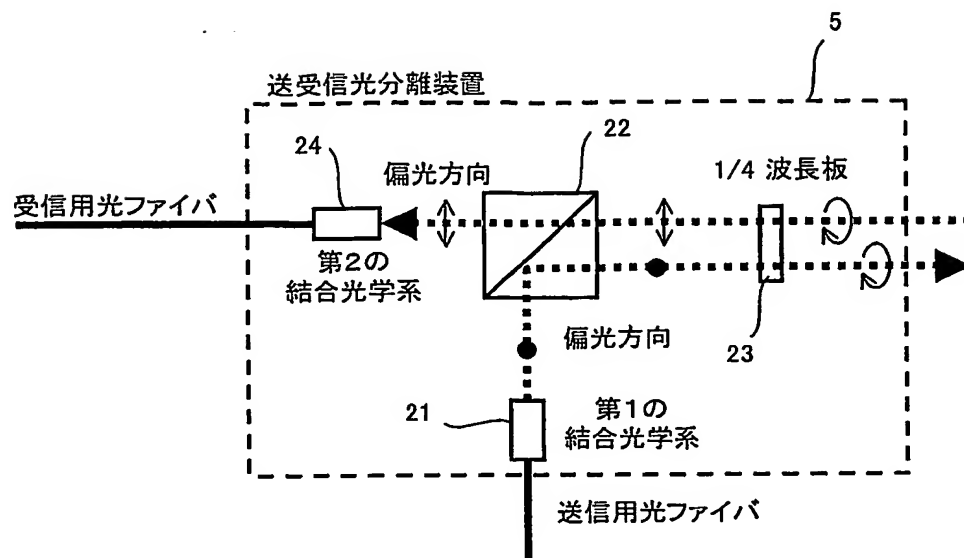 5
送受信光分離装置
24
22
偏光方向
1/4 波長板
受信用光ファイバ
第2の
結合光学系
偏光方向
23
21
第1の
結合光学系
送信用光ファイバ